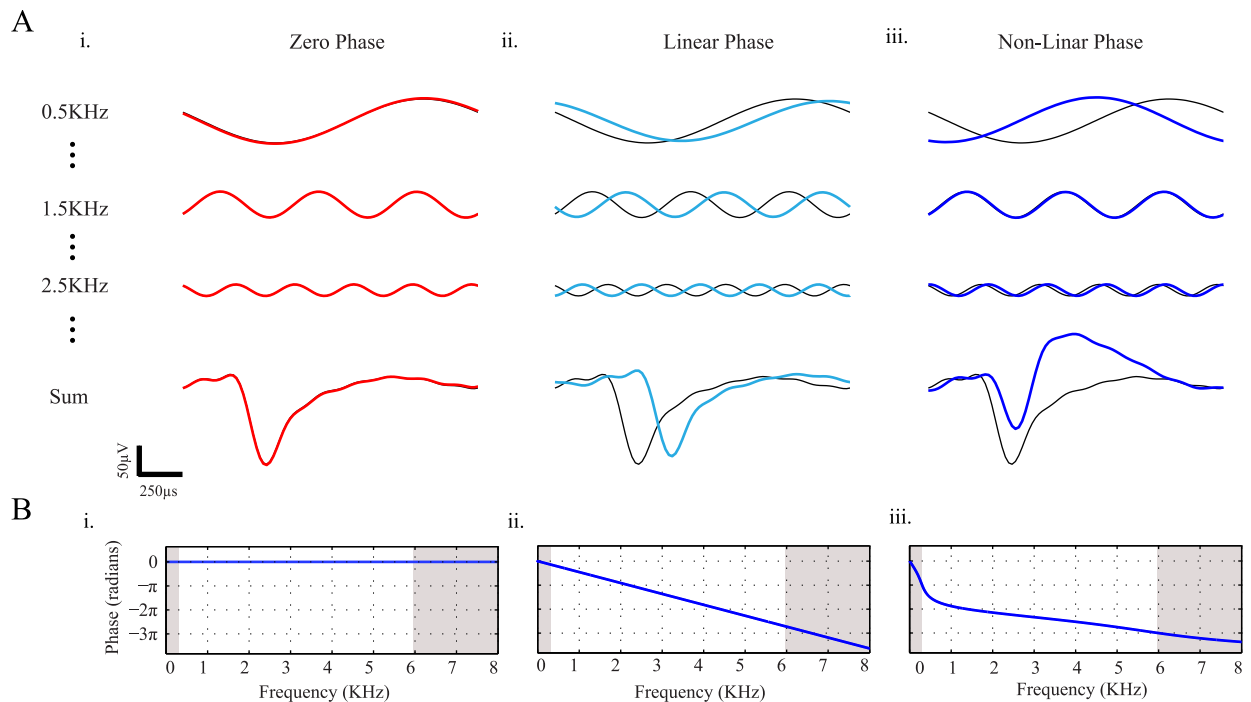 A
i.
Zero Phase
ii.
Linear Phase
iii.
Non-Linar Phase
0.5KHz
1.5KHz
2.5KHz
Sum
50µV
250µs
B
i.
ii.
iii.
Phase (radians)
0
−π
−2π
−3π
0 1 2 3 4 5 6 7 8
0 1 2 3 4 5 6 7 8
0 1 2 3 4 5 6 7 8
Frequency (KHz)
Frequency (KHz)
Frequency (KHz)